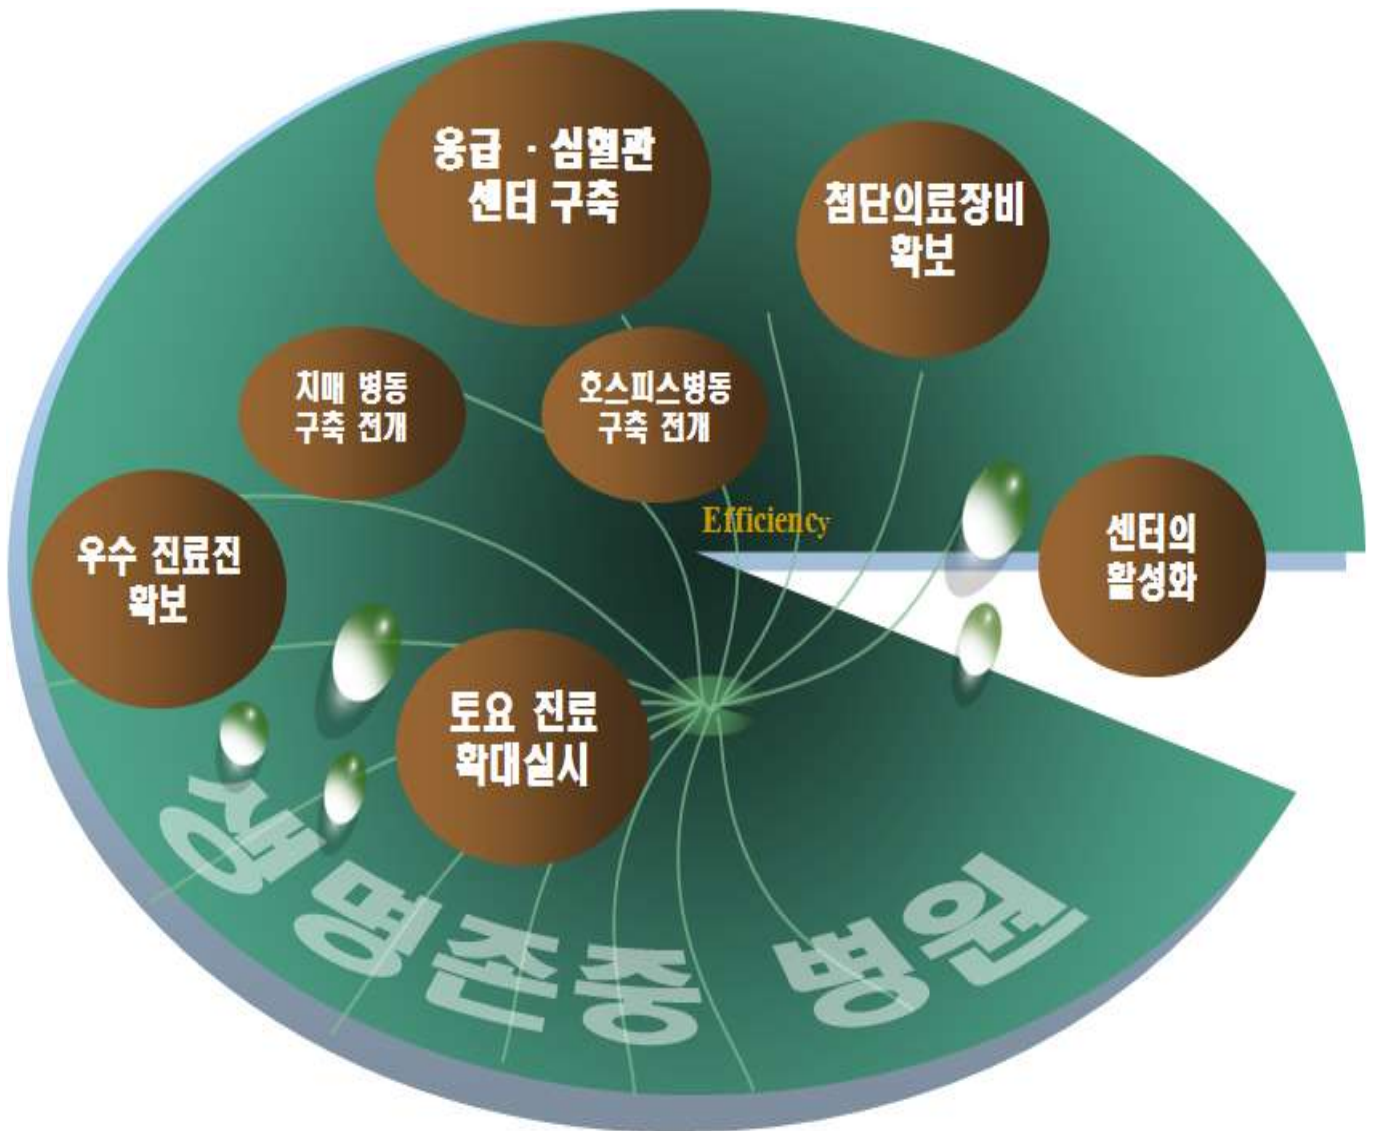 응급 · 심혈관
센터 구축
첨단의료장비
확보
치매 병동
구축 전개
호스피스병동
구축 전개
Efficiency
센터의
활성화
우수 진료진
확보
토요 진료
확대실시
생명존중 병원